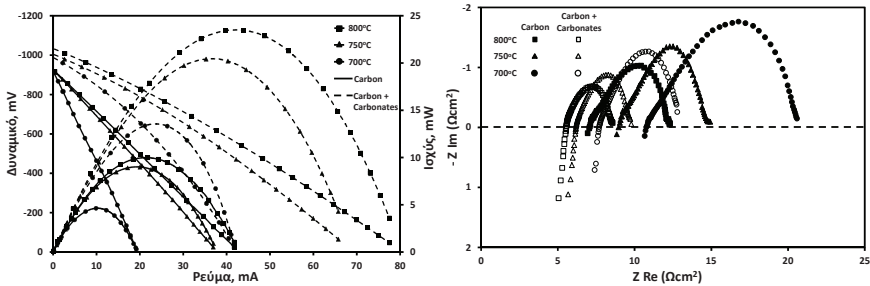 -1200
-1000
-800
-600
-400
-200
0
Δυναμικό, mV
0 10 20 30 40 50 60 70 80
Ρεύμα, mA
25
20
15
10
5
0
Ισχύς, mW
800°C
750°C
700°C
Carbon
Carbon +
Carbonates
-2
-1
0
1
2
- Z Im (Ωcm²)
0 5 10 15 20 25
Z Re (Ωcm²)
Carbon
Carbon +
Carbonates
800°C
750°C
700°C